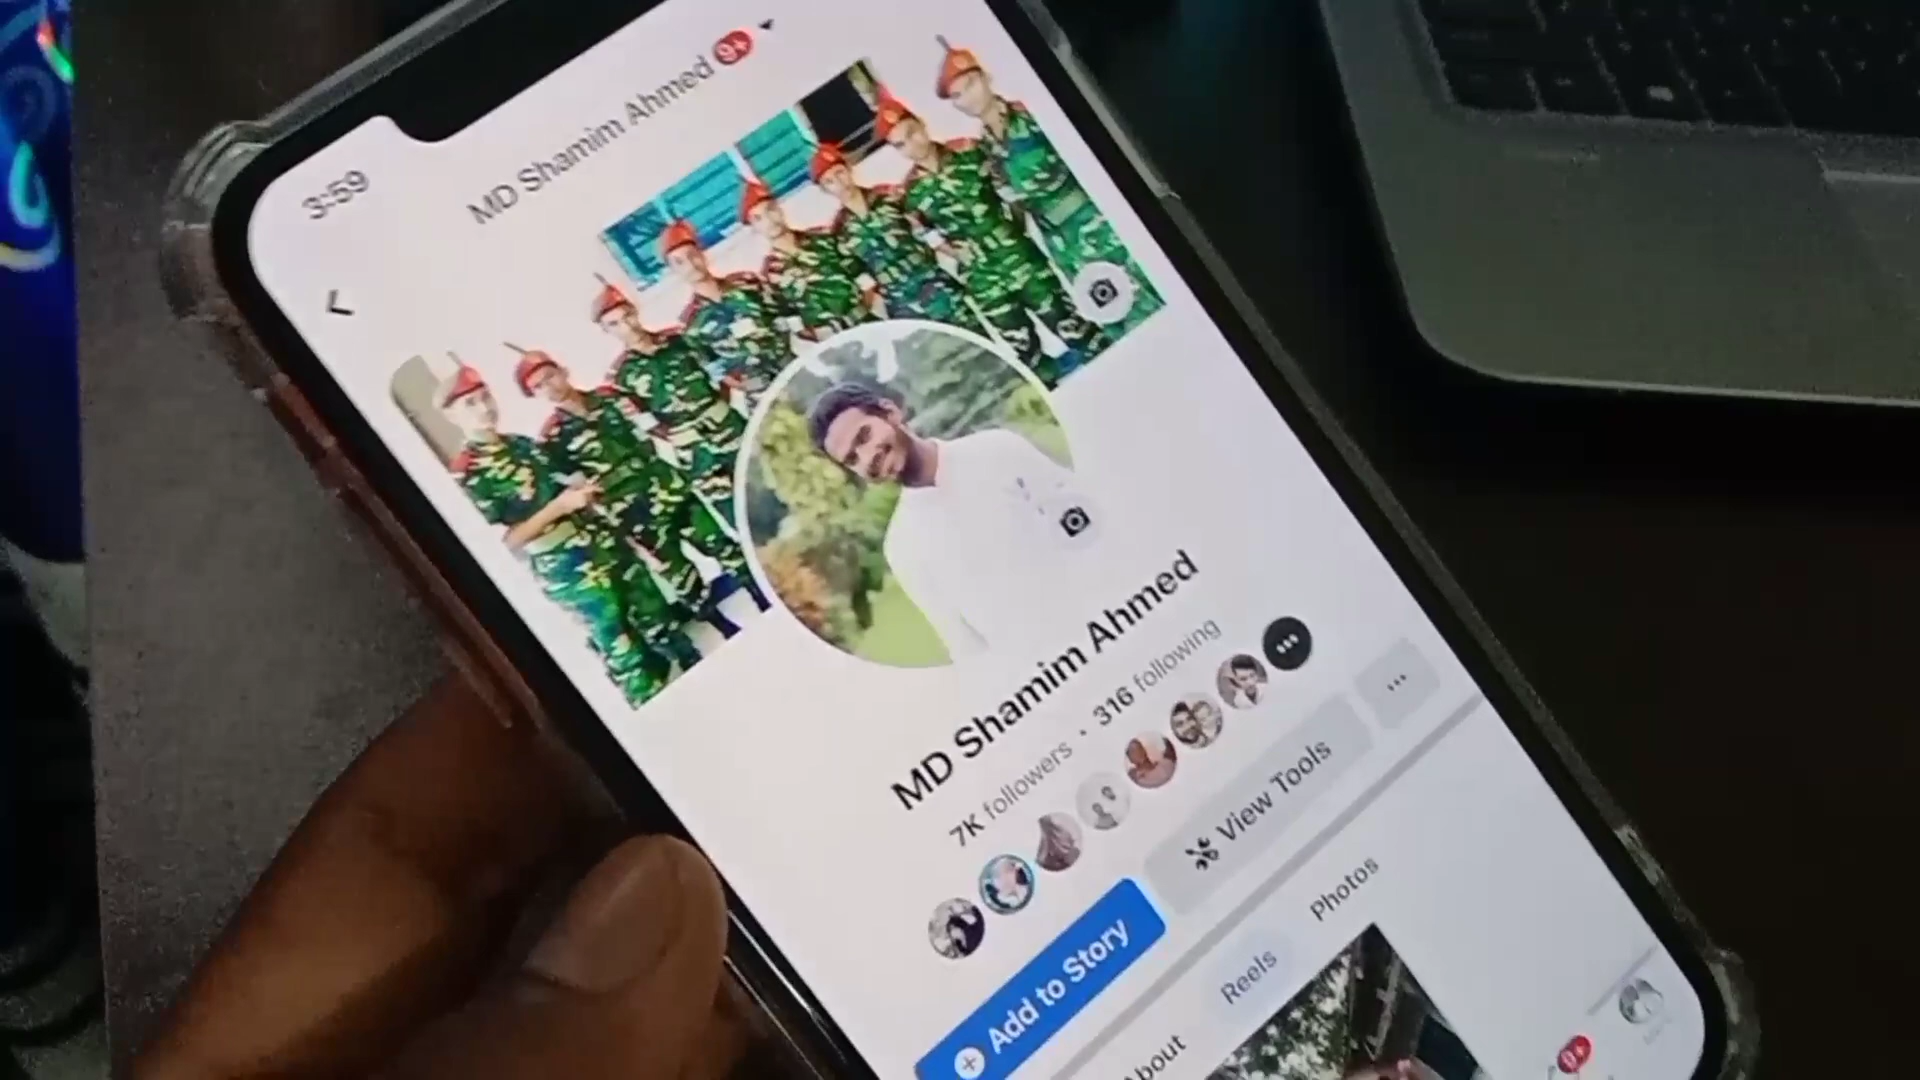 3:59
MD Shamim Ahmed 9+
MD Shamim Ahmed
7K followers · 316 following
Add to Story
View Tools
Reels
Photos
9+